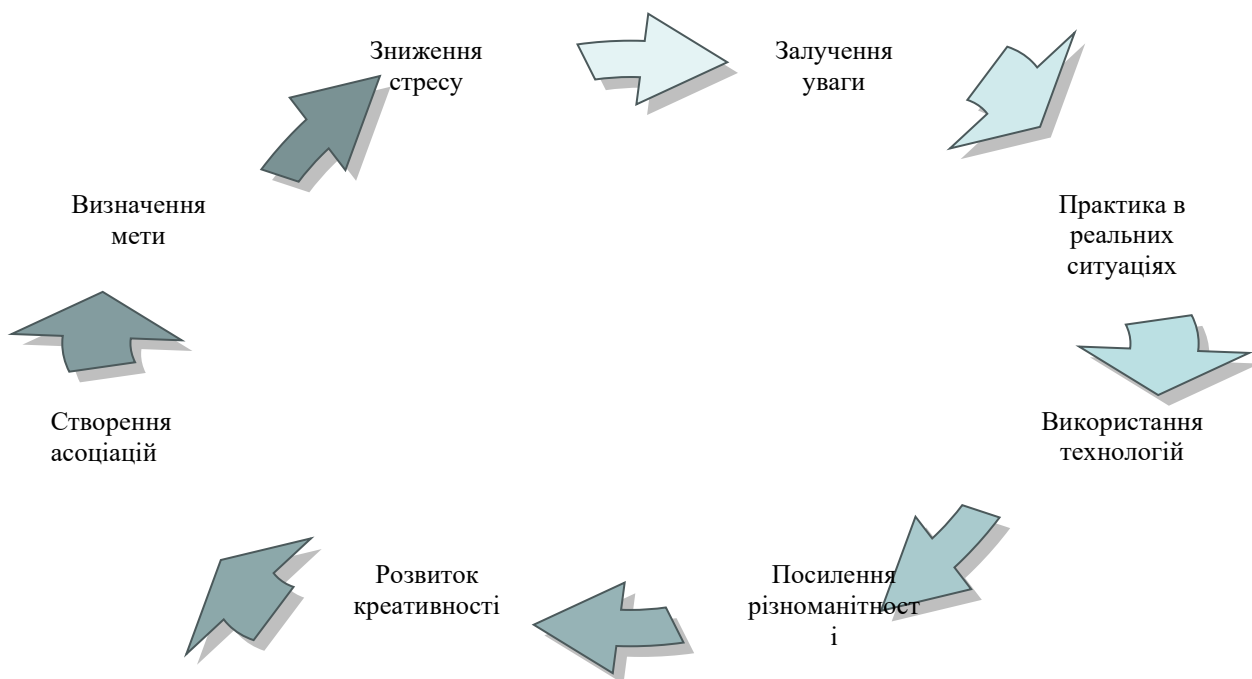 Зниження
стресу
Залучення
уваги
Практика в
реальних
ситуаціях
Використання
технологій
Посилення
різноманітност
і
Розвиток
креативності
Створення
асоціацій
Визначення
мети